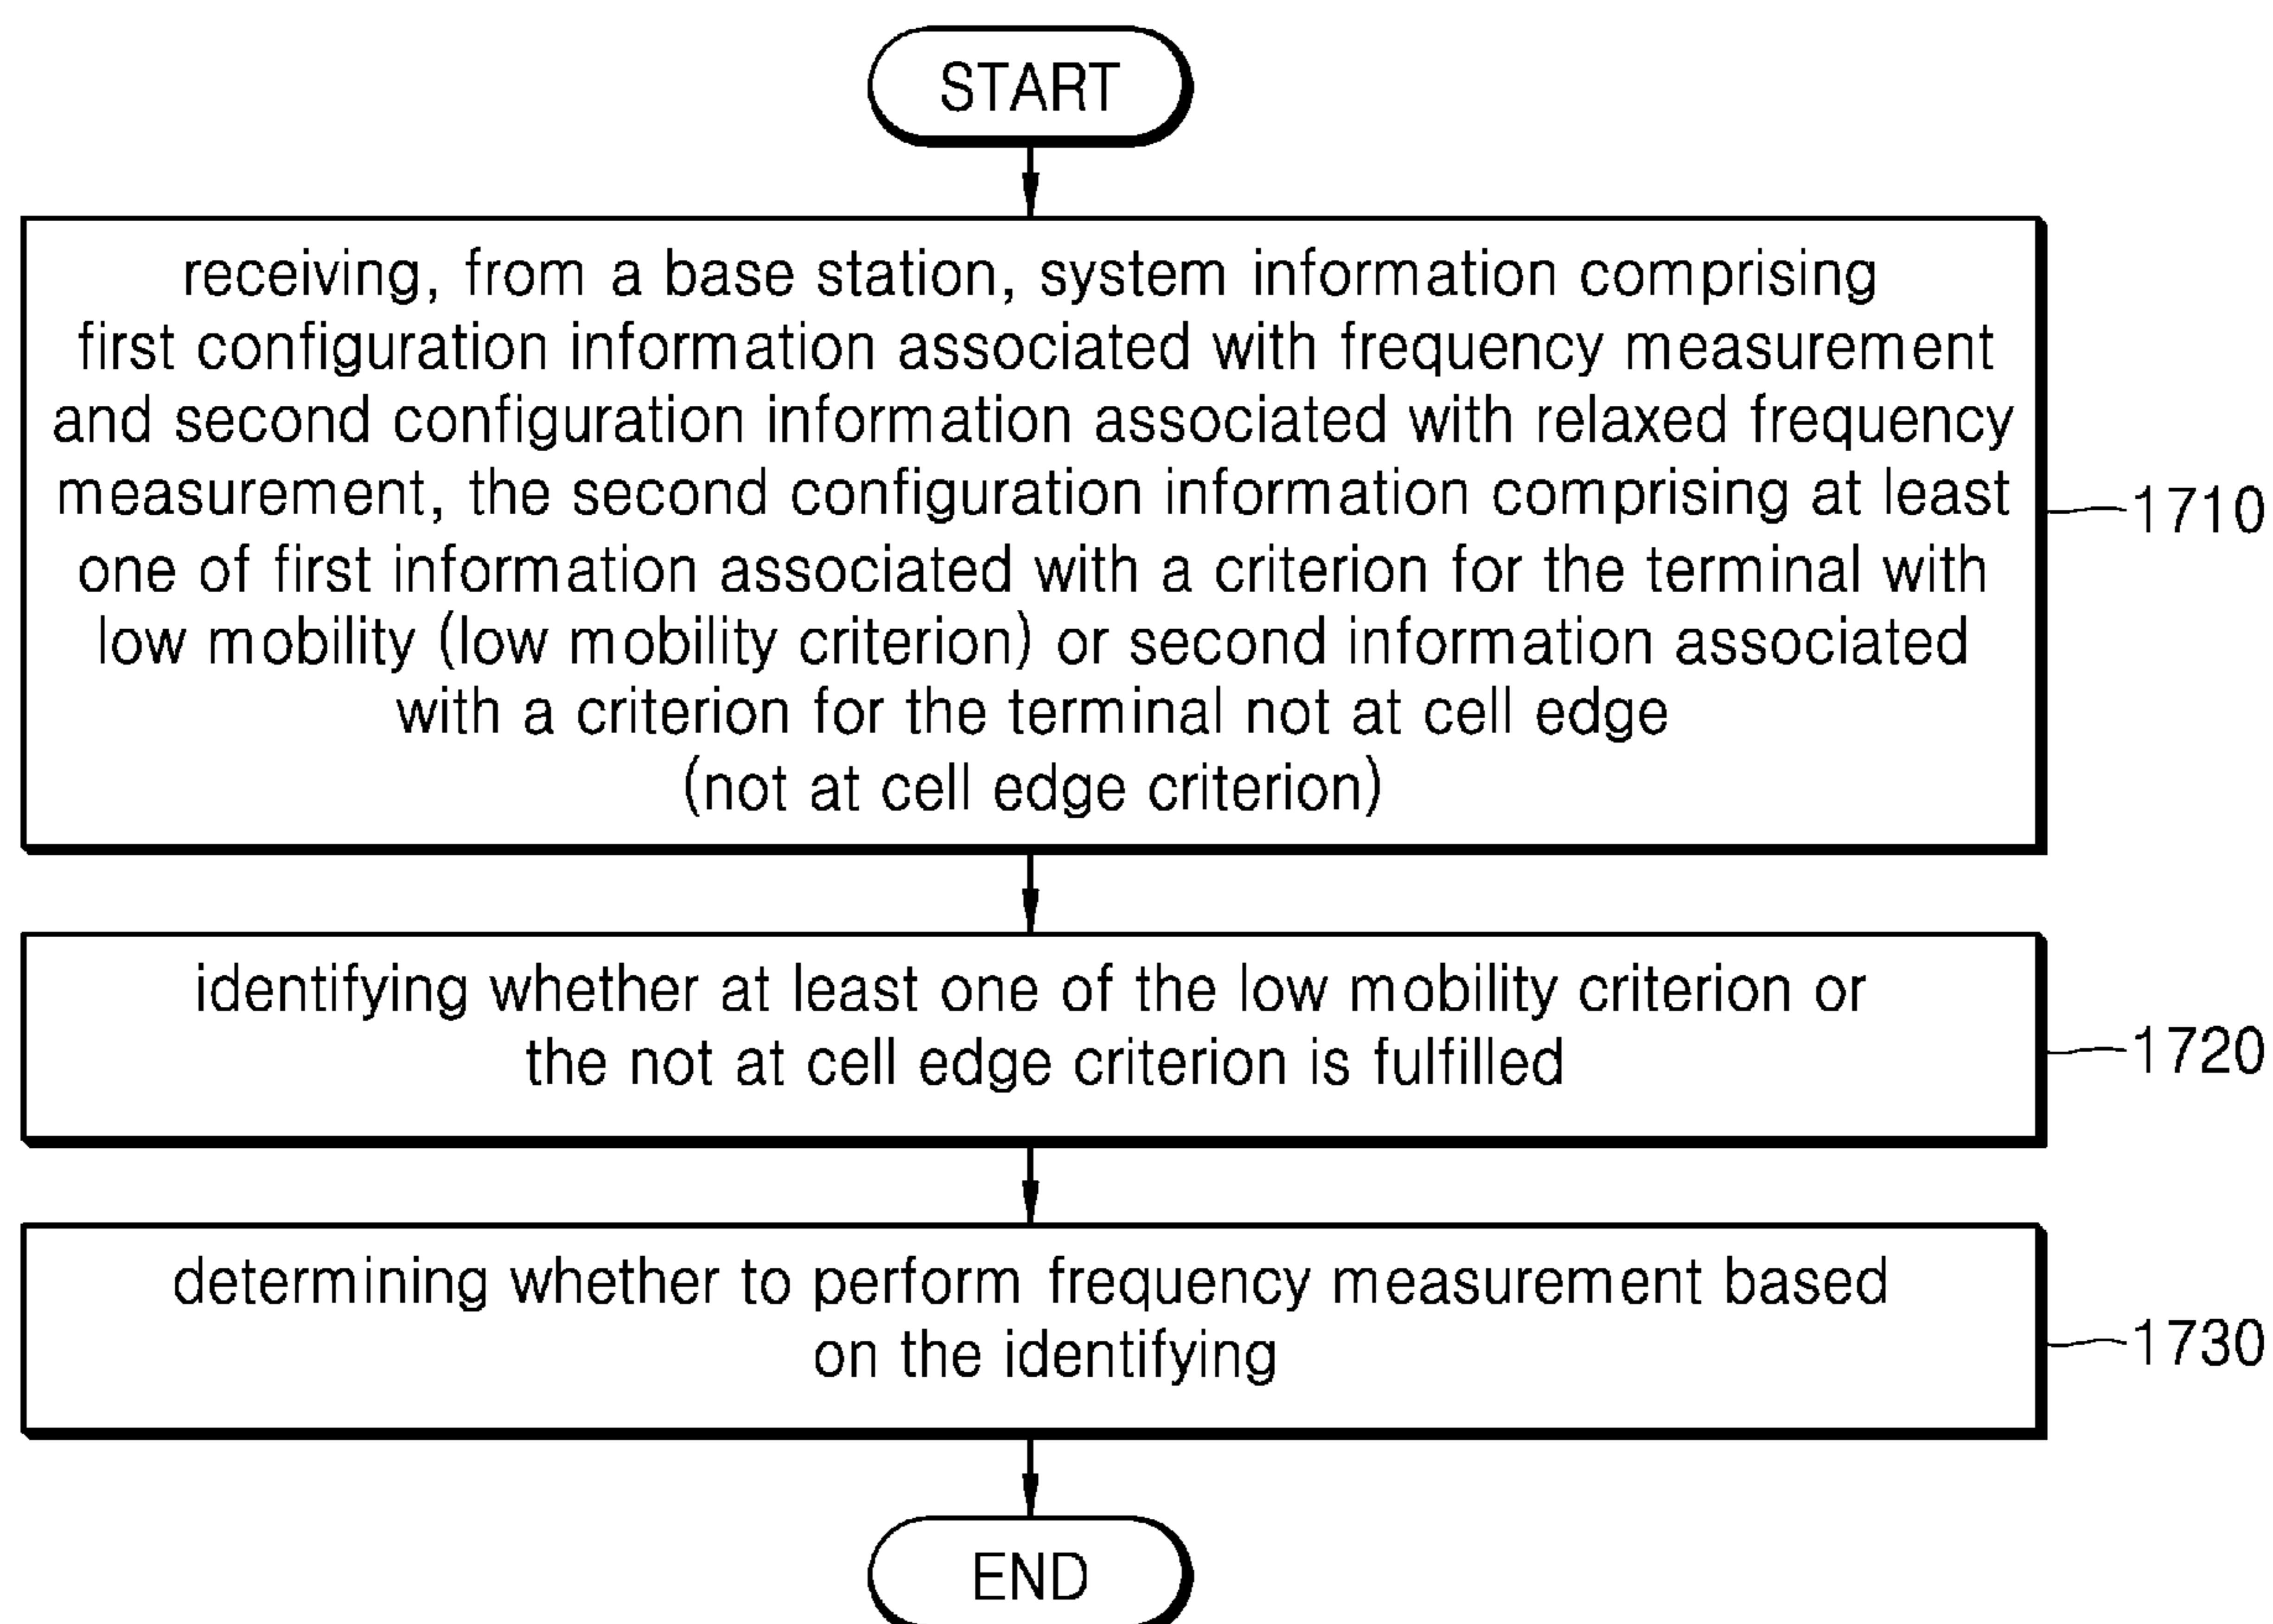 START
receiving, from a base station, system information comprising
first configuration information associated with frequency measurement
and second configuration information associated with relaxed frequency
measurement, the second configuration information comprising at least
one of first information associated with a criterion for the terminal with
low mobility (low mobility criterion) or second information associated
with a criterion for the terminal not at cell edge
(not at cell edge criterion)
1710
identifying whether at least one of the low mobility criterion or
the not at cell edge criterion is fulfilled
1720
determining whether to perform frequency measurement based
on the identifying
1730
END